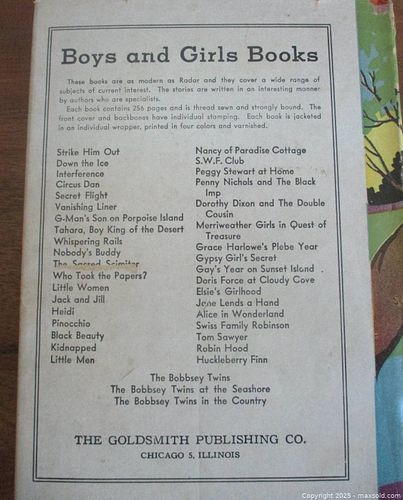 Boys and Girls Books
These books are as modern as Radar and they cover a wide range of
subjects of current interest. The stories are written in an interesting manner
by authors who are specialists.
Each book contains 256 pages and is thread sewn and strongly bound. The
front cover and backbones have individual stamping. Each book is jacketed
in an individual wrapper, printed in four colors and varnished.
Strike Him Out
Down the Ice
Interference
Circus Dan
Secret Flight
Vanishing Liner
G-Man's Son on Porpoise Island
Tahara, Boy King of the Desert
Whispering Rails
Nobody's Buddy
The Sacred Scimiter
Who Took the Papers?
Little Women
Jack and Jill
Heidi
Pinocchio
Black Beauty
Kidnapped
Little Men
Nancy of Paradise Cottage
S.W.F. Club
Peggy Stewart at Home
Penny Nichols and The Black
Imp
Dorothy Dixon and The Double
Cousin
Merriweather Girls in Quest of
Treasure
Grace Harlowe's Plebe Year
Gypsy Girl's Secret
Gay's Year on Sunset Island
Doris Force at Cloudy Cove
Elsie's Girlhood
Jane Lends a Hand
Alice in Wonderland
Swiss Family Robinson
Tom Sawyer
Robin Hood
Huckleberry Finn
The Bobbsey Twins
The Bobbsey Twins at the Seashore
The Bobbsey Twins in the Country
THE GOLDSMITH PUBLISHING CO.
CHICAGO 5, ILLINOIS
Copyright © 2025 - maxsold.com